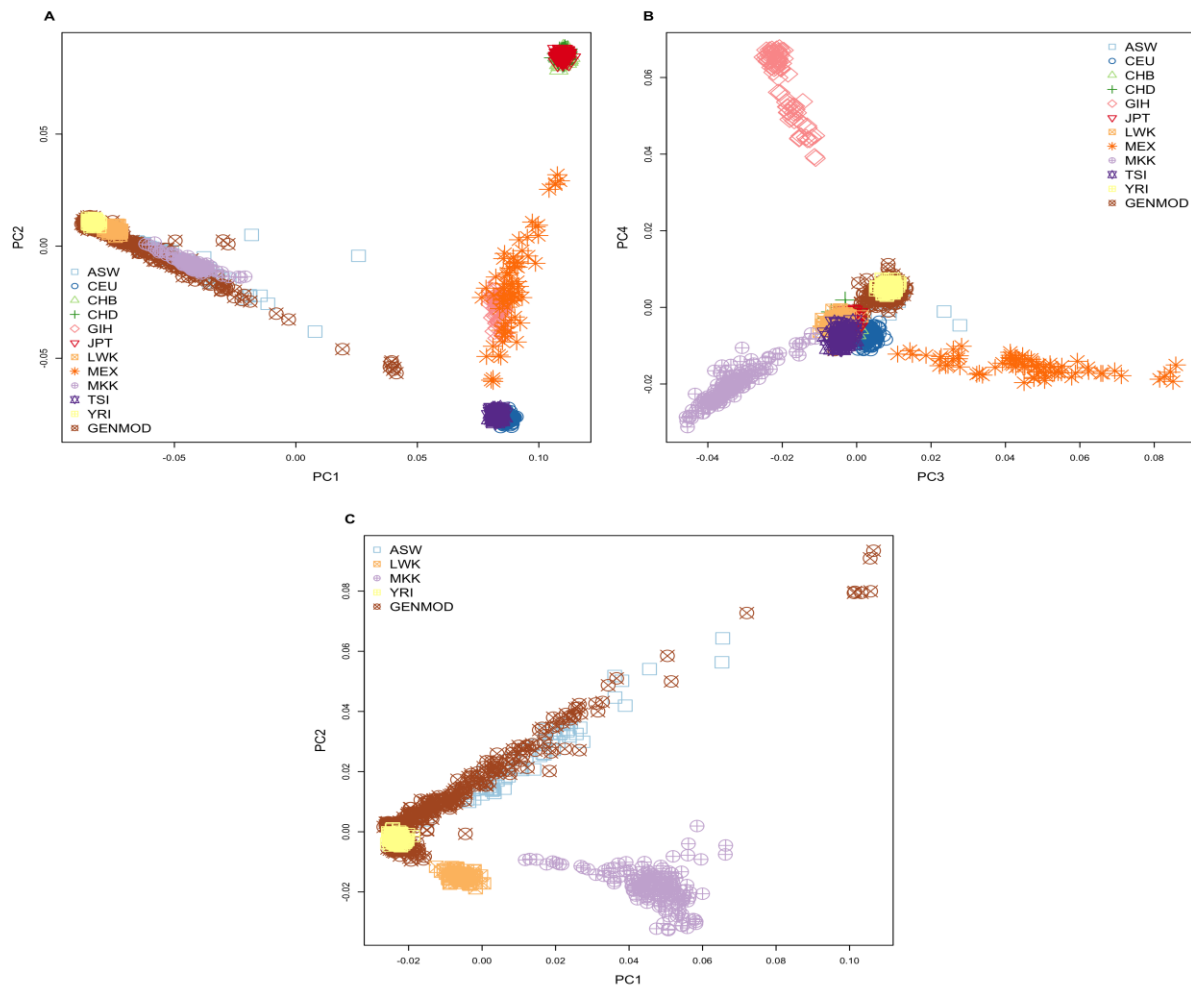 A
PC2
0.05
0.00
-0.05
ASW
CEU
CHB
CHD
GIH
JPT
LWK
MEX
MKK
TSI
YRI
GENMOD
-0.05 0.00 0.05 0.10
PC1
B
PC4
0.06
0.04
0.02
0.00
-0.02
ASW
CEU
CHB
CHD
GIH
JPT
LWK
MEX
MKK
TSI
YRI
GENMOD
-0.04 -0.02 0.00 0.02 0.04 0.06 0.08
PC3
C
PC2
0.08
0.06
0.04
0.02
0.00
-0.02
ASW
LWK
MKK
YRI
GENMOD
-0.02 0.00 0.02 0.04 0.06 0.08 0.10
PC1